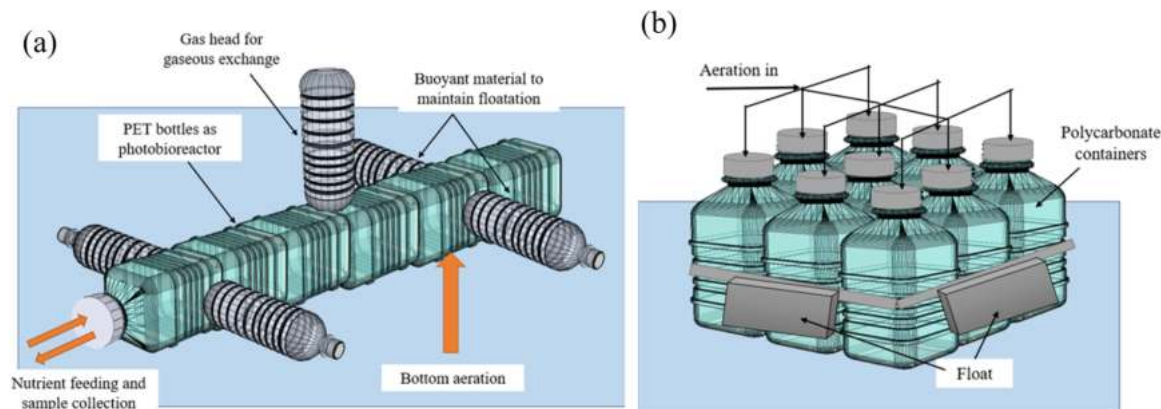 (a)
Gas head for
gaseous exchange
Buoyant material to
maintain floatation
PET bottles as
photobioreactor
Nutrient feeding and
sample collection
Bottom aeration
(b)
Aeration in
Polycarbonate
containers
Float